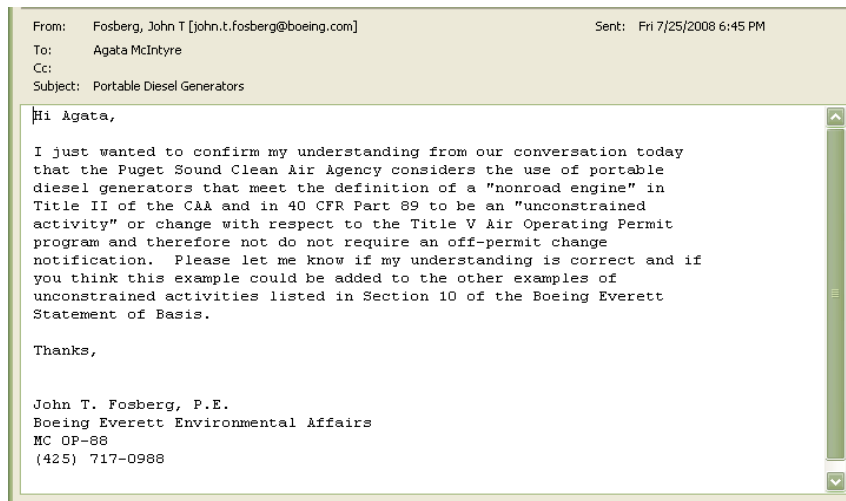 From: Fosberg, John T [john.t.fosberg@boeing.com] Sent: Fri 7/25/2008 6:45 PM
To: Agata McIntyre
Cc:
Subject: Portable Diesel Generators
Hi Agata,
I just wanted to confirm my understanding from our conversation today
that the Puget Sound Clean Air Agency considers the use of portable
diesel generators that meet the definition of a "nonroad engine" in
Title II of the CAA and in 40 CFR Part 89 to be an "unconstrained
activity" or change with respect to the Title V Air Operating Permit
program and therefore not do not require an off-permit change
notification.  Please let me know if my understanding is correct and if
you think this example could be added to the other examples of
unconstrained activities listed in Section 10 of the Boeing Everett
Statement of Basis.
Thanks,
John T. Fosberg, P.E.
Boeing Everett Environmental Affairs
MC OP-88
(425) 717-0988